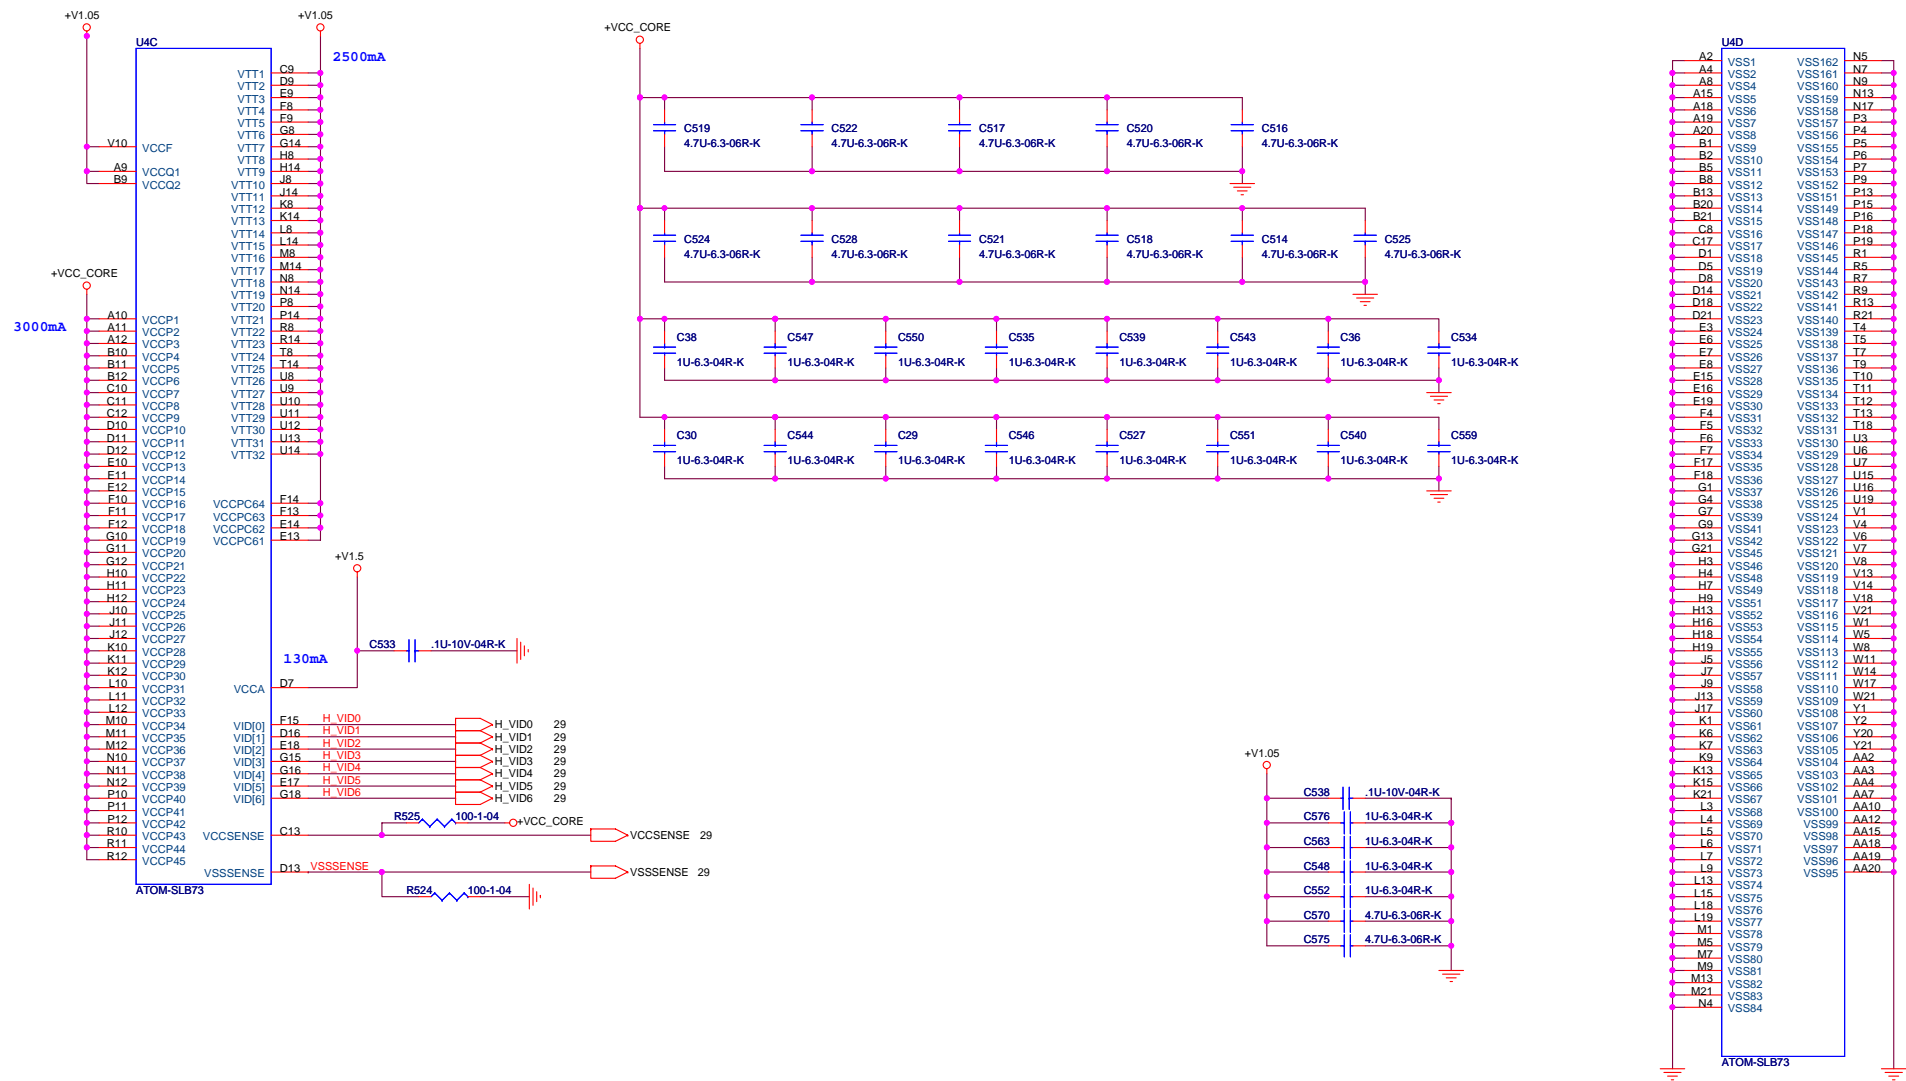 +V1.05
+V1.05
+VCC_CORE
U4C
2500mA
VCCF V10
VCCQ1 A9
VCCQ2 B9
+VCC_CORE
3000mA
A10 VCCP1
A11 VCCP2
A12 VCCP3
B10 VCCP4
B11 VCCP5
B12 VCCP6
C10 VCCP7
C11 VCCP8
C12 VCCP9
D10 VCCP10
D11 VCCP11
D12 VCCP12
E10 VCCP13
E11 VCCP14
E12 VCCP15
F10 VCCP16
F11 VCCP17
F12 VCCP18
G10 VCCP19
G11 VCCP20
G12 VCCP21
H10 VCCP22
H11 VCCP23
H12 VCCP24
J10 VCCP25
J11 VCCP26
J12 VCCP27
K10 VCCP28
K11 VCCP29
K12 VCCP30
L10 VCCP31
L11 VCCP32
L12 VCCP33
M10 VCCP34
M11 VCCP35
M12 VCCP36
N10 VCCP37
N11 VCCP38
N12 VCCP39
P10 VCCP40
P11 VCCP41
P12 VCCP42
R10 VCCP43
R11 VCCP44
R12 VCCP45
VTT1 C9
VTT2 D9
VTT3 E9
VTT4 F8
VTT5 F9
VTT6 G8
VTT7 G14
VTT8 H8
VTT9 H14
VTT10 J8
VTT11 J14
VTT12 K8
VTT13 K14
VTT14 L8
VTT15 L14
VTT16 M8
VTT17 M14
VTT18 N8
VTT19 N14
VTT20 P8
VTT21 P14
VTT22 R8
VTT23 R14
VTT24 T8
VTT25 T14
VTT26 U8
VTT27 U9
VTT28 U10
VTT29 U11
VTT30 U12
VTT31 U13
VTT32 U14
VCCPC64 F14
VCCPC63 F13
VCCPC62 E14
VCCPC61 E13
+V1.5
C533 .1U-10V-04R-K
130mA
VCCA D7
VID[0] F15 H_VID0 H_VID0 29
VID[1] D16 H_VID1 H_VID1 29
VID[2] E18 H_VID2 H_VID2 29
VID[3] G15 H_VID3 H_VID3 29
VID[4] G16 H_VID4 H_VID4 29
VID[5] E17 H_VID5 H_VID5 29
VID[6] G18 H_VID6 H_VID6 29
R525 100-1-04 +VCC_CORE
VCCSENSE C13 VCCSENSE 29
VSSSENSE D13 VSSSENSE VSSSENSE 29
R524 100-1-04
ATOM-SLB73
C519 C522 C517 C520 C516
4.7U-6.3-06R-K 4.7U-6.3-06R-K 4.7U-6.3-06R-K 4.7U-6.3-06R-K 4.7U-6.3-06R-K
C524 C528 C521 C518 C514 C525
4.7U-6.3-06R-K 4.7U-6.3-06R-K 4.7U-6.3-06R-K 4.7U-6.3-06R-K 4.7U-6.3-06R-K 4.7U-6.3-06R-K
C38 C547 C550 C535 C539 C543 C36 C534
1U-6.3-04R-K 1U-6.3-04R-K 1U-6.3-04R-K 1U-6.3-04R-K 1U-6.3-04R-K 1U-6.3-04R-K 1U-6.3-04R-K 1U-6.3-04R-K
C30 C544 C29 C546 C527 C551 C540 C559
1U-6.3-04R-K 1U-6.3-04R-K 1U-6.3-04R-K 1U-6.3-04R-K 1U-6.3-04R-K 1U-6.3-04R-K 1U-6.3-04R-K 1U-6.3-04R-K
+V1.05
C538 .1U-10V-04R-K
C576 1U-6.3-04R-K
C563 1U-6.3-04R-K
C548 1U-6.3-04R-K
C552 1U-6.3-04R-K
C570 4.7U-6.3-06R-K
C575 4.7U-6.3-06R-K
U4D
A2 VSS1 VSS162 N5
A4 VSS2 VSS161 N7
A8 VSS4 VSS160 N9
A15 VSS5 VSS159 N13
A18 VSS6 VSS158 N17
A19 VSS7 VSS157 P3
A20 VSS8 VSS156 P4
B1 VSS9 VSS155 P5
B2 VSS10 VSS154 P6
B5 VSS11 VSS153 P7
B8 VSS12 VSS152 P9
B13 VSS13 VSS151 P13
B20 VSS14 VSS149 P15
B21 VSS15 VSS148 P16
C8 VSS16 VSS147 P18
C17 VSS17 VSS146 P19
D1 VSS18 VSS145 R1
D5 VSS19 VSS144 R5
D8 VSS20 VSS143 R7
D14 VSS21 VSS142 R9
D18 VSS22 VSS141 R13
D21 VSS23 VSS140 R21
E3 VSS24 VSS139 T4
E6 VSS25 VSS138 T5
E7 VSS26 VSS137 T7
E8 VSS27 VSS136 T9
E15 VSS28 VSS135 T10
E16 VSS29 VSS134 T11
E19 VSS30 VSS133 T12
F4 VSS31 VSS132 T13
F5 VSS32 VSS131 T18
F6 VSS33 VSS130 U3
F7 VSS34 VSS129 U6
F17 VSS35 VSS128 U7
F18 VSS36 VSS127 U15
G1 VSS37 VSS126 U16
G4 VSS38 VSS125 U19
G7 VSS39 VSS124 V1
G9 VSS41 VSS123 V4
G13 VSS42 VSS122 V6
G21 VSS45 VSS121 V7
H3 VSS46 VSS120 V8
H4 VSS48 VSS119 V13
H7 VSS49 VSS118 V14
H9 VSS51 VSS117 V18
H13 VSS52 VSS116 V21
H16 VSS53 VSS115 W1
H18 VSS54 VSS114 W5
H19 VSS55 VSS113 W8
J5 VSS56 VSS112 W11
J7 VSS57 VSS111 W14
J9 VSS58 VSS110 W17
J13 VSS59 VSS109 W21
J17 VSS60 VSS108 Y1
K1 VSS61 VSS107 Y2
K6 VSS62 VSS106 Y20
K7 VSS63 VSS105 Y21
K9 VSS64 VSS104 AA2
K13 VSS65 VSS103 AA3
K15 VSS66 VSS102 AA4
K21 VSS67 VSS101 AA7
L3 VSS68 VSS100 AA10
L4 VSS69 VSS99 AA12
L5 VSS70 VSS98 AA15
L6 VSS71 VSS97 AA18
L7 VSS72 VSS96 AA19
L9 VSS73 VSS95 AA20
L13 VSS74
L15 VSS75
L18 VSS76
L19 VSS77
M1 VSS78
M5 VSS79
M7 VSS80
M9 VSS81
M13 VSS82
M21 VSS83
N4 VSS84
ATOM-SLB73